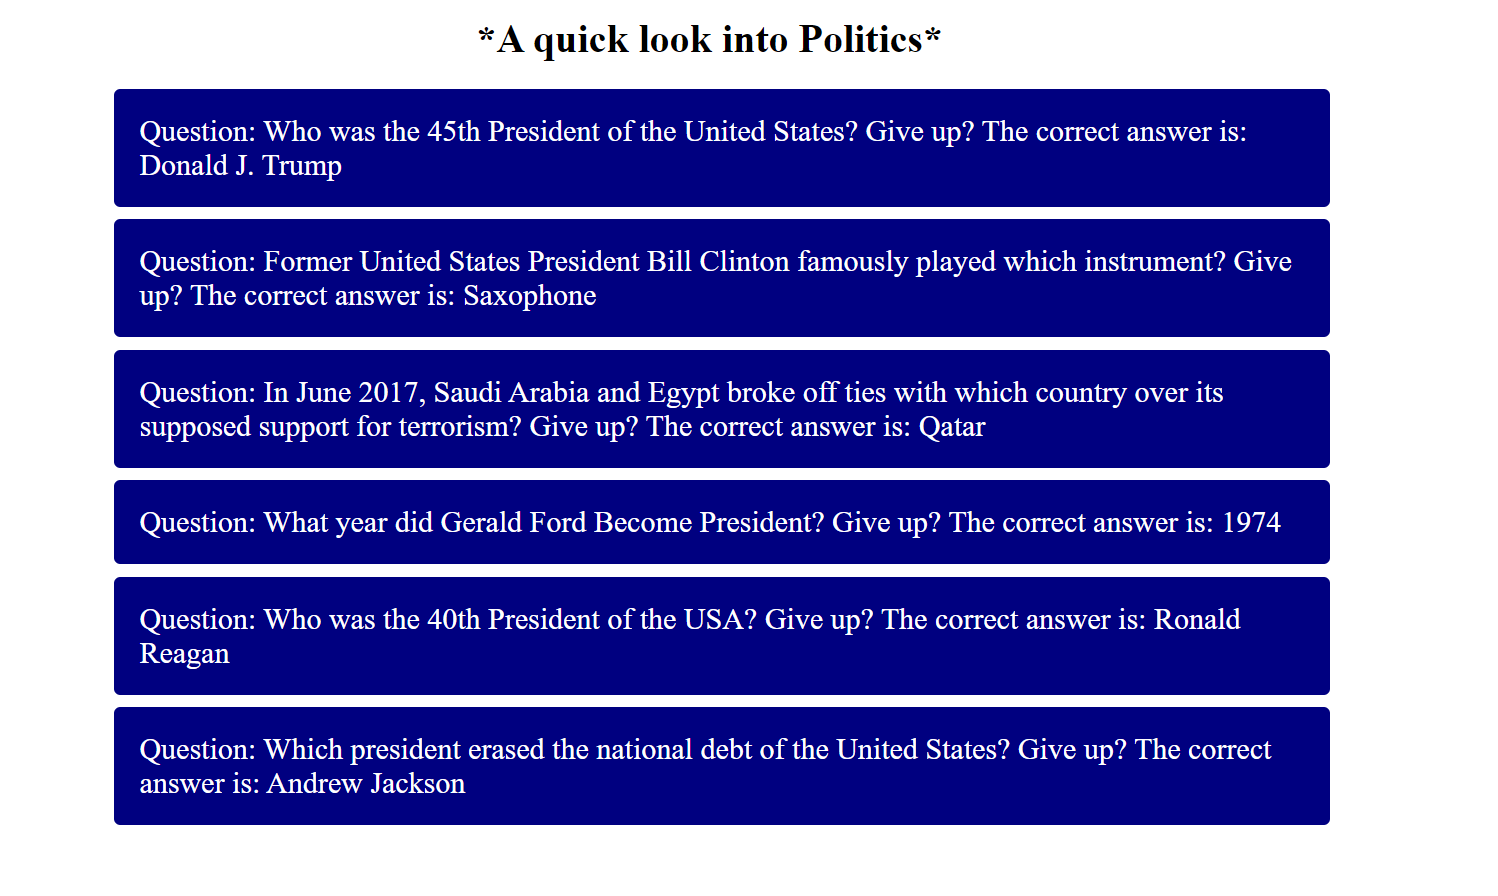 *A quick look into Politics*
Question: Who was the 45th President of the United States? Give up? The correct answer is:
Donald J. Trump
Question: Former United States President Bill Clinton famously played which instrument? Give
up? The correct answer is: Saxophone
Question: In June 2017, Saudi Arabia and Egypt broke off ties with which country over its
supposed support for terrorism? Give up? The correct answer is: Qatar
Question: What year did Gerald Ford Become President? Give up? The correct answer is: 1974
Question: Who was the 40th President of the USA? Give up? The correct answer is: Ronald
Reagan
Question: Which president erased the national debt of the United States? Give up? The correct
answer is: Andrew Jackson